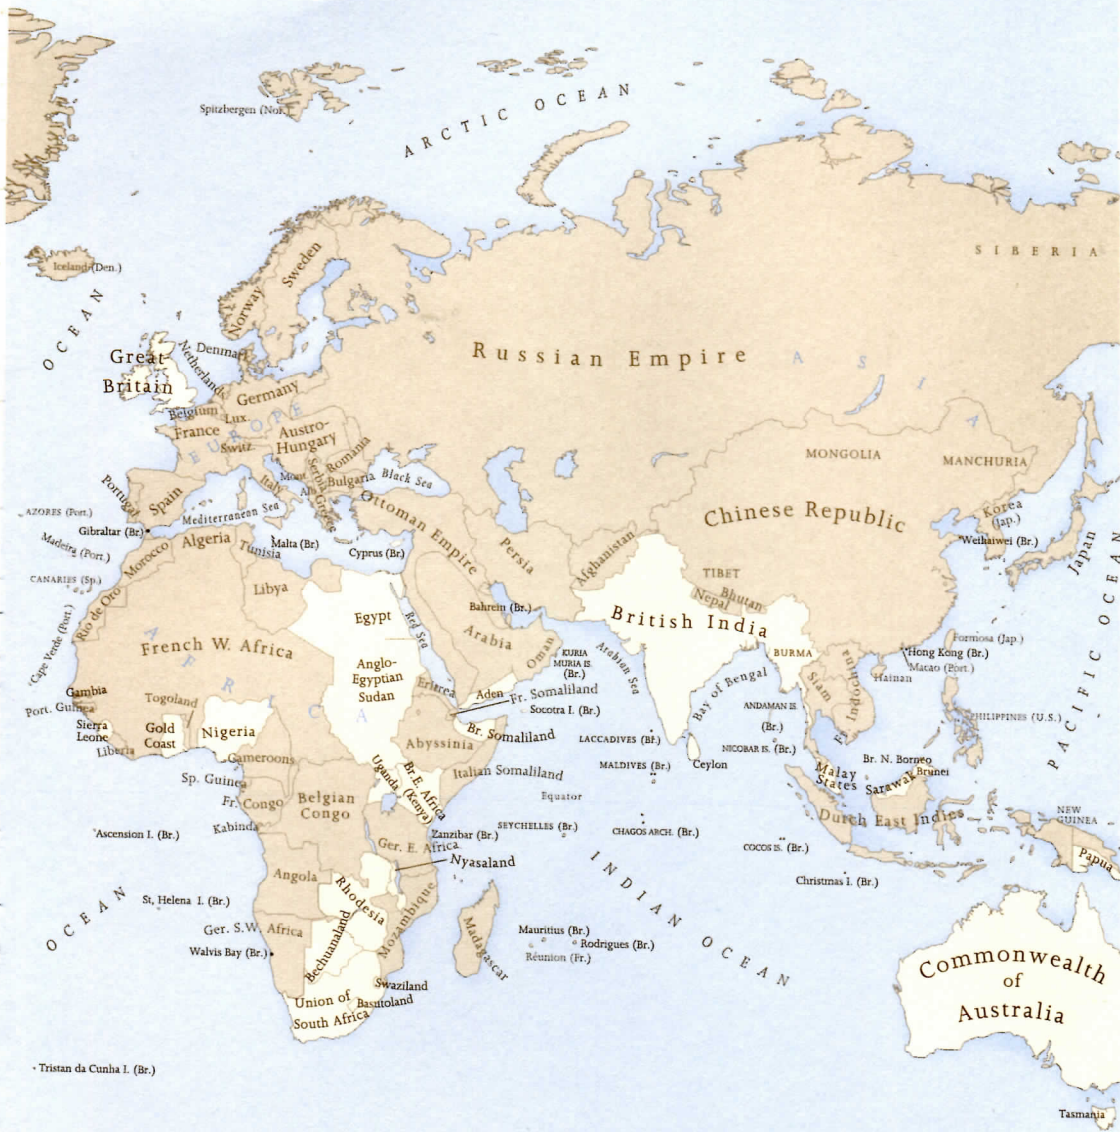 Spitzbergen (Nor.)
ARCTIC OCEAN
SIBERIA
Iceland (Den.)
OCEAN
Norway
Sweden
Great
Britain
Denmark
Netherlands
Russian Empire
ASIA
Belgium
Lux.
Germany
France
EUROPE
Switz.
Austro-
Hungary
Romania
Mont.
Serbia
Bulgaria
Black Sea
Italy
Alb.
Greece
Portugal
Spain
Mediterranean Sea
Ottoman Empire
MONGOLIA
MANCHURIA
Chinese Republic
Korea
(Jap.)
Weihaiwei (Br.)
Japan
AZORES (Port.)
Gibraltar (Br.)
Madeira (Port.)
CANARIES (Sp.)
Malta (Br.)
Cyprus (Br.)
Morocco
Algeria
Tunisia
Libya
Persia
Afghanistan
TIBET
Nepal
Bhutan
British India
BURMA
Rio de Oro
Cape Verde (Port.)
French W. Africa
AFRICA
Egypt
Red Sea
Bahrein (Br.)
Arabia
Oman
KURIA
MURIA IS.
(Br.)
Arabian Sea
Bay of Bengal
Formosa (Jap.)
Hong Kong (Br.)
Macao (Port.)
Hainan
PACIFIC OCEAN
Anglo-
Egyptian
Sudan
Eritrea
Aden
Fr. Somaliland
Socotra I. (Br.)
Br. Somaliland
Abyssinia
Italian Somaliland
Gambia
Port. Guinea
Sierra
Leone
Liberia
Togoland
Gold
Coast
Nigeria
Cameroons
Sp. Guinea
Fr. Congo
Kabinda
Belgian
Congo
Uganda
Br. E. Africa
(Kenya)
Equator
LACCADIVES (Br.)
MALDIVES (Br.)
Ceylon
ANDAMAN IS.
(Br.)
NICOBAR IS. (Br.)
Siam
Indochina
Fr.
PHILIPPINES (U.S.)
Br. N. Borneo
Brunei
Malay
States
Sarawak
Dutch East Indies
NEW
GUINEA
Papua
Ascension I. (Br.)
SEYCHELLES (Br.)
CHAGOS ARCH. (Br.)
COCOS IS. (Br.)
Christmas I. (Br.)
Zanzibar (Br.)
Ger. E. Africa
Nyasaland
Angola
Rhodesia
St, Helena I. (Br.)
Ger. S.W. Africa
Walvis Bay (Br.)
Bechuanaland
Mozambique
Madagascar
Mauritius (Br.)
Rodrigues (Br.)
Réunion (Fr.)
INDIAN OCEAN
OCEAN
Swaziland
Basutoland
Union of
South Africa
Commonwealth
of
Australia
Tristan da Cunha I. (Br.)
Tasmania